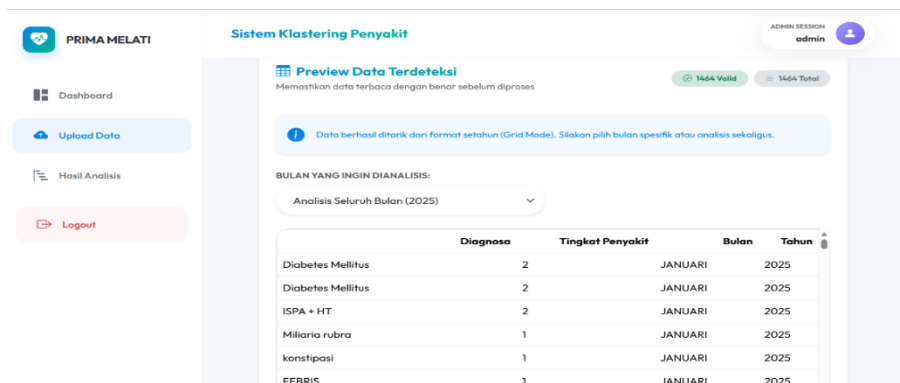 PRIMA MELATI
Dashboard
Upload Data
Hasil Analisis
Logout
Sistem Klastering Penyakit
ADMIN SESSION
admin
Preview Data Terdeteksi
Memastikan data terbaca dengan benar sebelum diproses
1464 Valid
1464 Total
Data berhasil ditarik dari format setahun (Grid Mode). Silakan pilih bulan spesifik atau analisis sekaligus.
BULAN YANG INGIN DIANALISIS:
Analisis Seluruh Bulan (2025)
Diagnosa Tingkat Penyakit Bulan Tahun
Diabetes Mellitus 2 JANUARI 2025
Diabetes Mellitus 2 JANUARI 2025
ISPA + HT 2 JANUARI 2025
Miliaria rubra 1 JANUARI 2025
konstipasi 1 JANUARI 2025
FEBRIS 1 JANUARI 2025